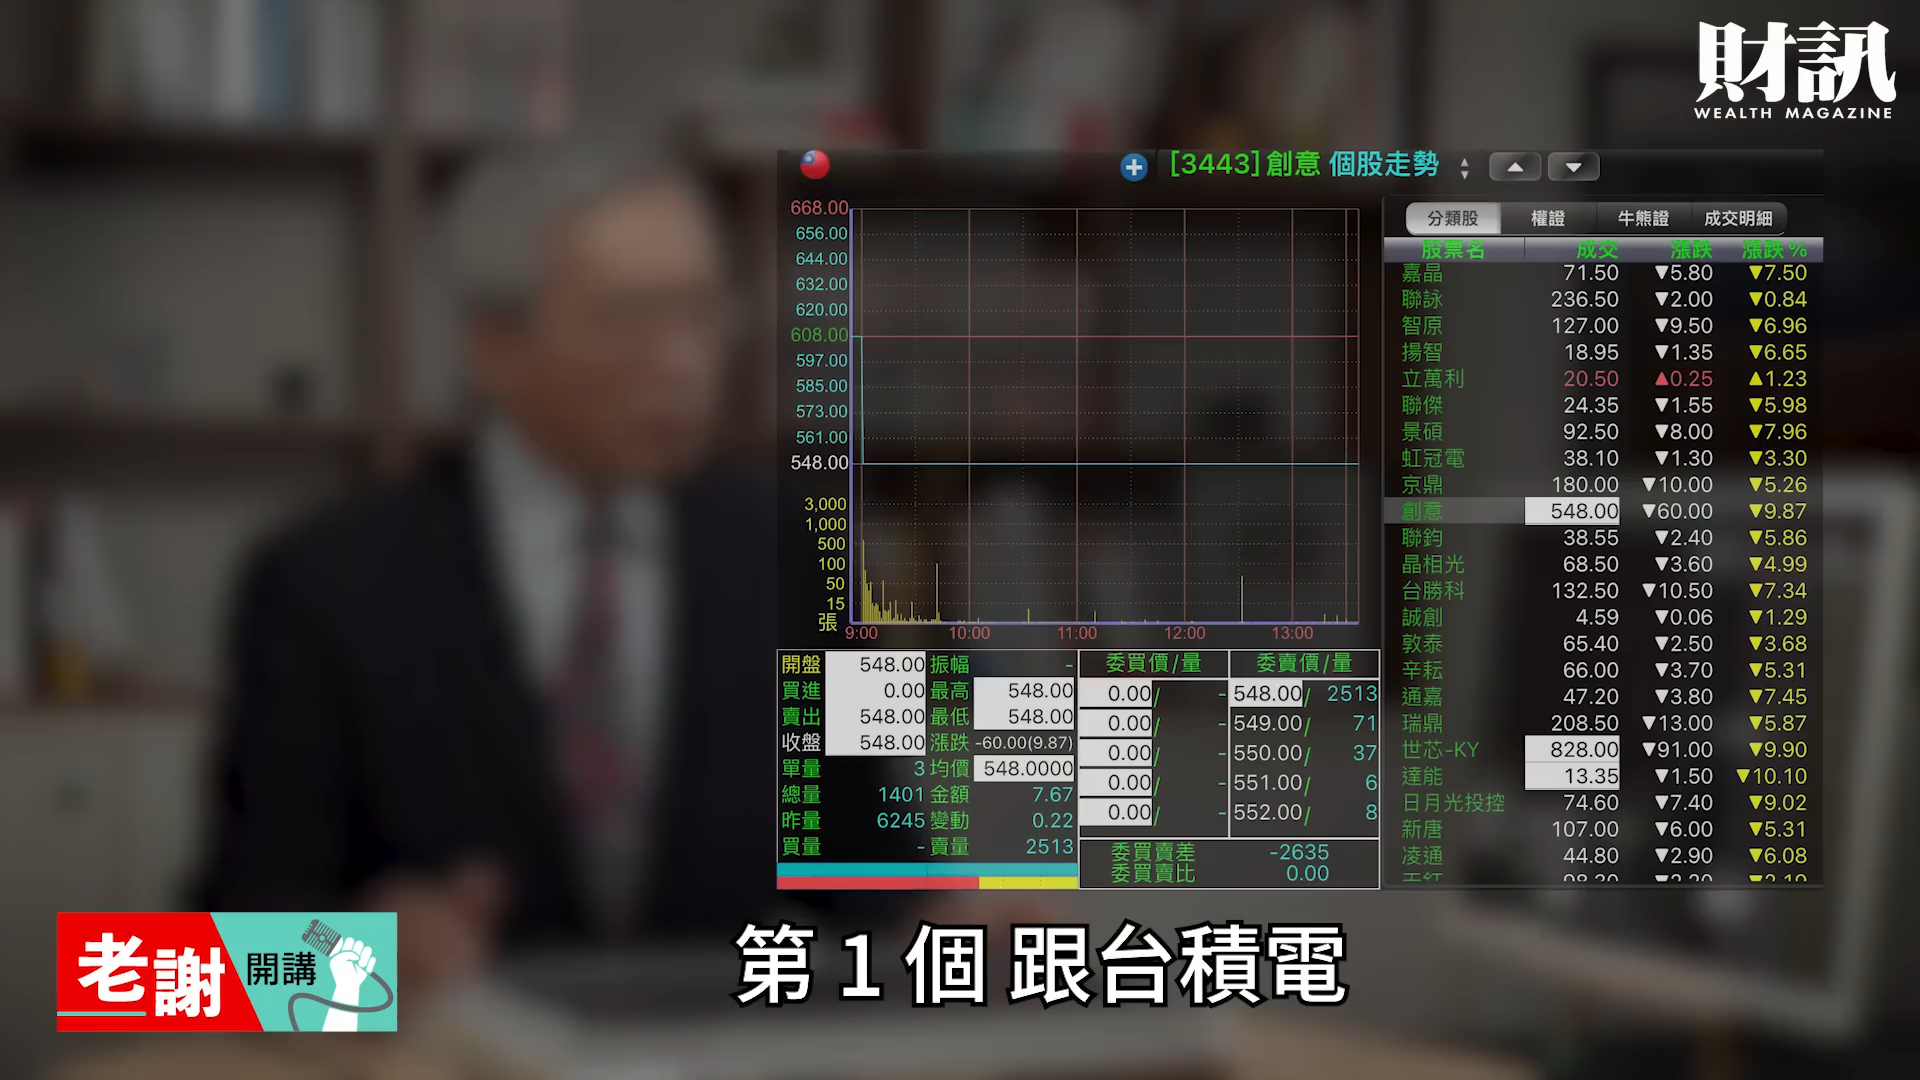 財訊
WEALTH MAGAZINE
[3443]創意 個股走勢
668.00
656.00
644.00
632.00
620.00
608.00
597.00
585.00
573.00
561.00
548.00
3,000
1,000
500
100
50
15
張
9:00 10:00 11:00 12:00 13:00
分類股 權證 牛熊證 成交明細
股票名 成交 漲跌 漲跌%
嘉晶 71.50 ▼5.80 ▼7.50
聯詠 236.50 ▼2.00 ▼0.84
智原 127.00 ▼9.50 ▼6.96
揚智 18.95 ▼1.35 ▼6.65
立萬利 20.50 ▲0.25 ▲1.23
聯傑 24.35 ▼1.55 ▼5.98
景碩 92.50 ▼8.00 ▼7.96
虹冠電 38.10 ▼1.30 ▼3.30
京鼎 180.00 ▼10.00 ▼5.26
創意 548.00 ▼60.00 ▼9.87
聯鈞 38.55 ▼2.40 ▼5.86
晶相光 68.50 ▼3.60 ▼4.99
台勝科 132.50 ▼10.50 ▼7.34
誠創 4.59 ▼0.06 ▼1.29
敦泰 65.40 ▼2.50 ▼3.68
辛耘 66.00 ▼3.70 ▼5.31
通嘉 47.20 ▼3.80 ▼7.45
瑞鼎 208.50 ▼13.00 ▼5.87
世芯-KY 828.00 ▼91.00 ▼9.90
達能 13.35 ▼1.50 ▼10.10
日月光投控 74.60 ▼7.40 ▼9.02
新唐 107.00 ▼6.00 ▼5.31
凌通 44.80 ▼2.90 ▼6.08
開盤 548.00 振幅 -
買進 0.00 最高 548.00
賣出 548.00 最低 548.00
收盤 548.00 漲跌 -60.00(9.87)
單量 3 均價 548.0000
總量 1401 金額 7.67
昨量 6245 變動 0.22
買量 - 賣量 2513
委買價/量 委賣價/量
0.00/ - 548.00/ 2513
0.00/ - 549.00/ 71
0.00/ - 550.00/ 37
0.00/ - 551.00/ 6
0.00/ - 552.00/ 8
委買賣差 -2635
委買賣比 0.00
老謝 開講
第1個 跟台積電